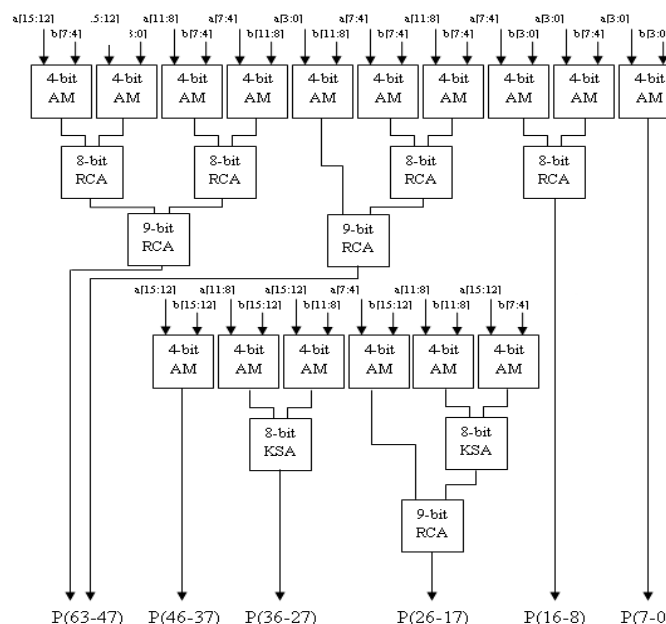 a[15:12] .5:12] a[11:8] a[7:4] a[3:0] a[7:4] a[11:8] a[7:4] a[3:0] a[3:0] a[3:0]
b[7:4] b[7:4] b[11:8] b[11:8] b[7:4] b[7:4] b[3:0] b[7:4]
4-bit AM
4-bit AM
4-bit AM
4-bit AM
4-bit AM
4-bit AM
4-bit AM
4-bit AM
4-bit AM
4-bit AM
8-bit RCA
8-bit RCA
8-bit RCA
8-bit RCA
9-bit RCA
9-bit RCA
a[15:12] a[11:8] a[15:12] a[7:4] a[11:8] a[15:12]
b[15:12] b[15:12] b[11:8] b[15:12] b[11:8] b[7:4]
4-bit AM
4-bit AM
4-bit AM
4-bit AM
4-bit AM
4-bit AM
8-bit KSA
8-bit KSA
9-bit RCA
P(63-47) P(46-37) P(36-27) P(26-17) P(16-8) P(7-0